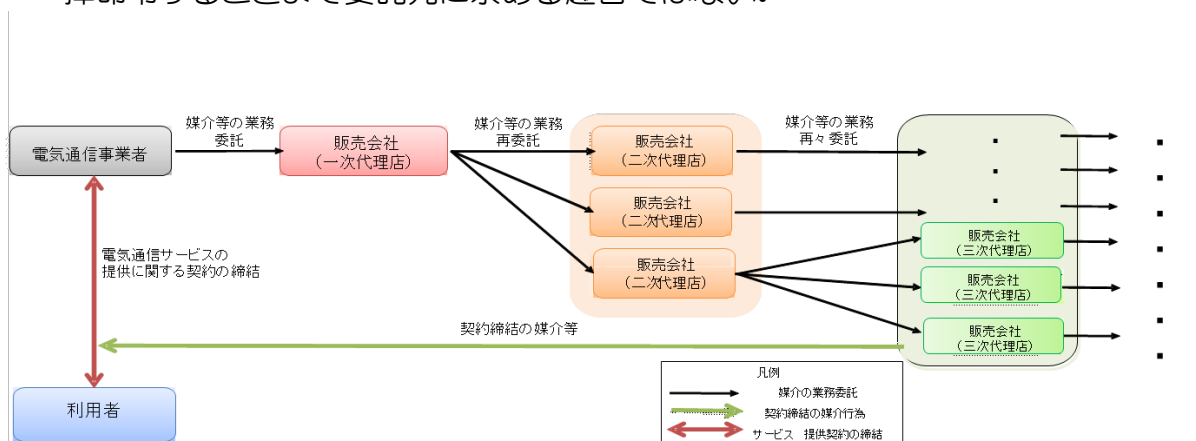 電気通信事業者
媒介等の業務
委託
販売会社
(一次代理店)
媒介等の業務
再委託
販売会社
(二次代理店)
販売会社
(二次代理店)
販売会社
(二次代理店)
媒介等の業務
再々委託
販売会社
(三次代理店)
販売会社
(三次代理店)
販売会社
(三次代理店)
電気通信サービスの
提供に関する契約の締結
契約締結の媒介等
利用者
凡例
媒介の業務委託
契約締結の媒介行為
サービス 提供契約の締結